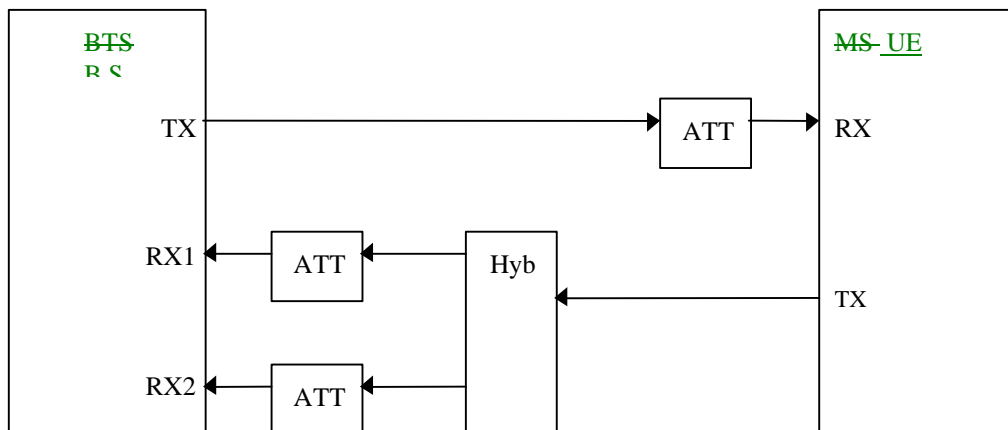 BTS
B S
MS UE
TX
ATT
RX
RX1
ATT
Hyb
TX
RX2
ATT